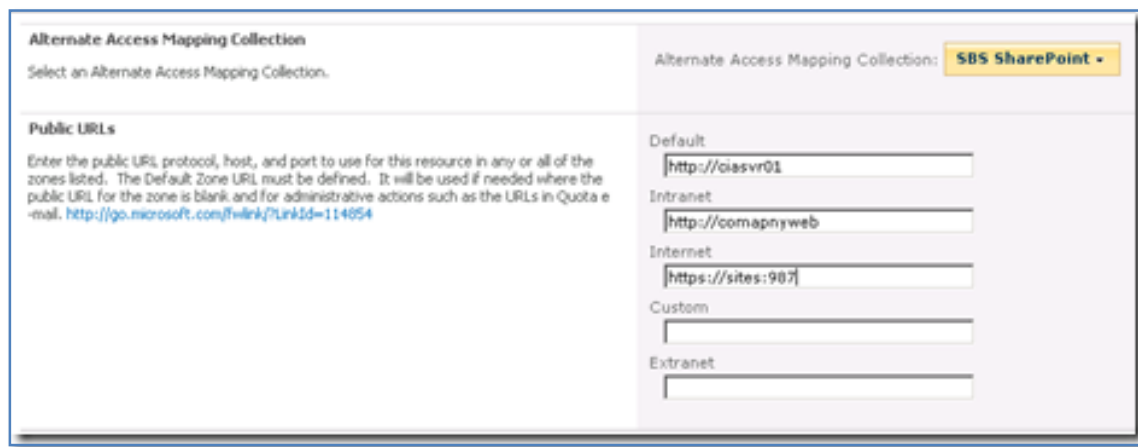 Alternate Access Mapping Collection
Select an Alternate Access Mapping Collection.
Alternate Access Mapping Collection: SBS SharePoint
Public URLs
Enter the public URL protocol, host, and port to use for this resource in any or all of the
zones listed. The Default Zone URL must be defined. It will be used if needed where the
public URL for the zone is blank and for administrative actions such as the URLs in Quota e
-mail. http://go.microsoft.com/fwlink/?LinkId=114854
Default
http://ciasvr01
Intranet
http://comapnyweb
Internet
https://sites:987
Custom
Extranet